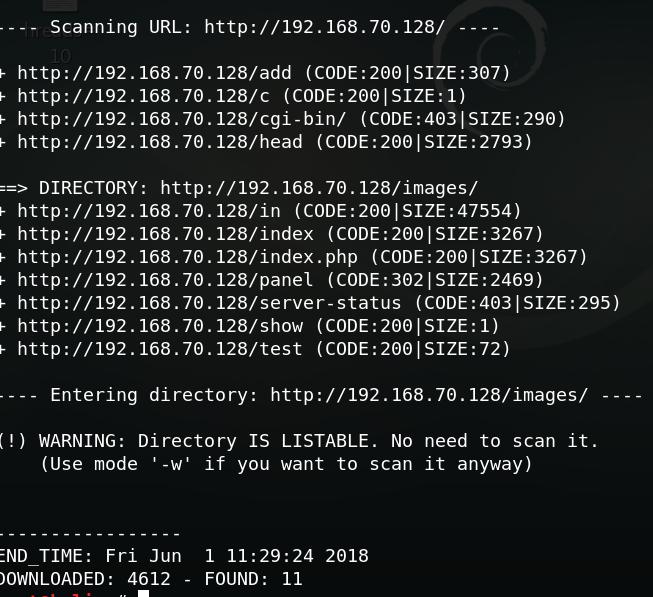 ---- Scanning URL: http://192.168.70.128/ ----
+ http://192.168.70.128/add (CODE:200|SIZE:307)
+ http://192.168.70.128/c (CODE:200|SIZE:1)
+ http://192.168.70.128/cgi-bin/ (CODE:403|SIZE:290)
+ http://192.168.70.128/head (CODE:200|SIZE:2793)
==> DIRECTORY: http://192.168.70.128/images/
+ http://192.168.70.128/in (CODE:200|SIZE:47554)
+ http://192.168.70.128/index (CODE:200|SIZE:3267)
+ http://192.168.70.128/index.php (CODE:200|SIZE:3267)
+ http://192.168.70.128/panel (CODE:302|SIZE:2469)
+ http://192.168.70.128/server-status (CODE:403|SIZE:295)
+ http://192.168.70.128/show (CODE:200|SIZE:1)
+ http://192.168.70.128/test (CODE:200|SIZE:72)
---- Entering directory: http://192.168.70.128/images/ ----
(!) WARNING: Directory IS LISTABLE. No need to scan it.
(Use mode '-w' if you want to scan it anyway)
-----------------
END_TIME: Fri Jun 1 11:29:24 2018
DOWNLOADED: 4612 - FOUND: 11